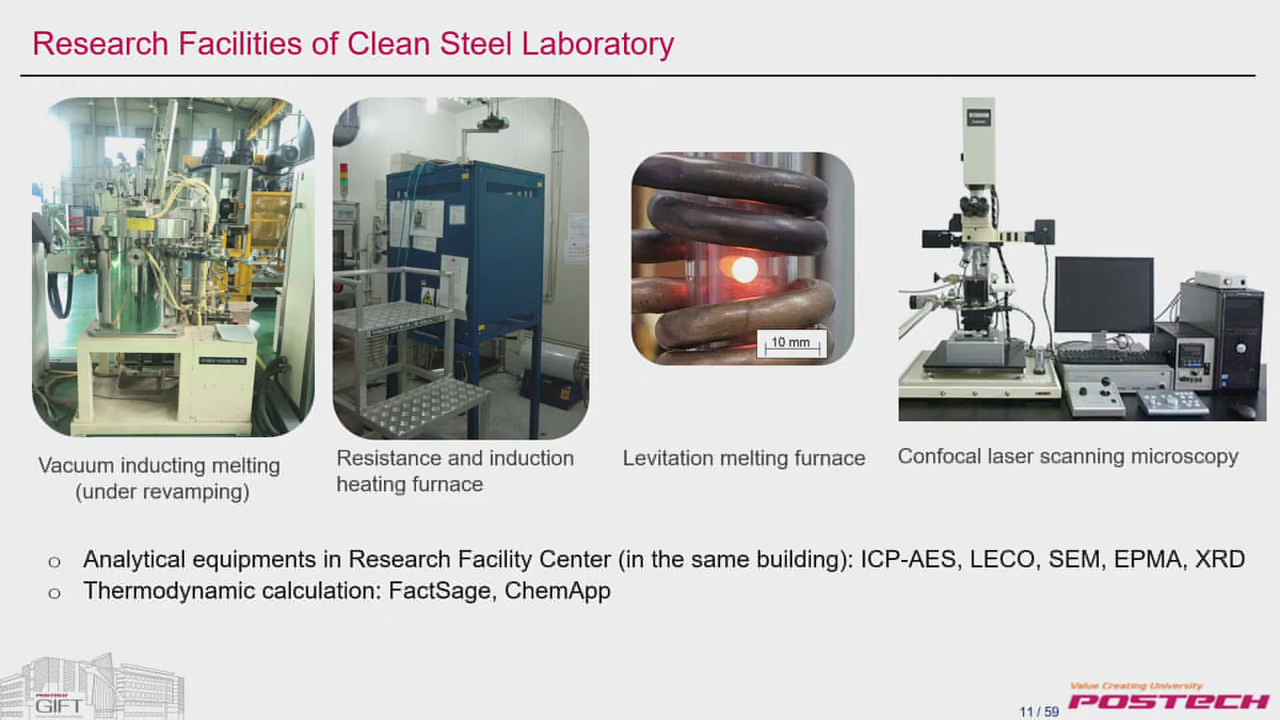 Research Facilities of Clean Steel Laboratory
10 mm
Vacuum inducting melting
(under revamping)
Resistance and induction
heating furnace
Levitation melting furnace
Confocal laser scanning microscopy
Analytical equipments in Research Facility Center (in the same building): ICP-AES, LECO, SEM, EPMA, XRD
Thermodynamic calculation: FactSage, ChemApp
POSTECH
GIFT
11 / 59
Value Creating University
POSTECH